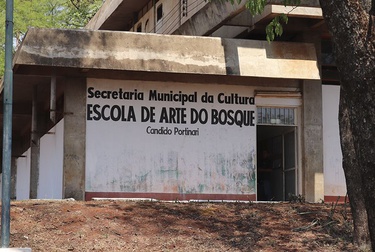 Secretaria Municipal da Cultura
ESCOLA DE ARTE DO BOSQUE
Candido Portinari